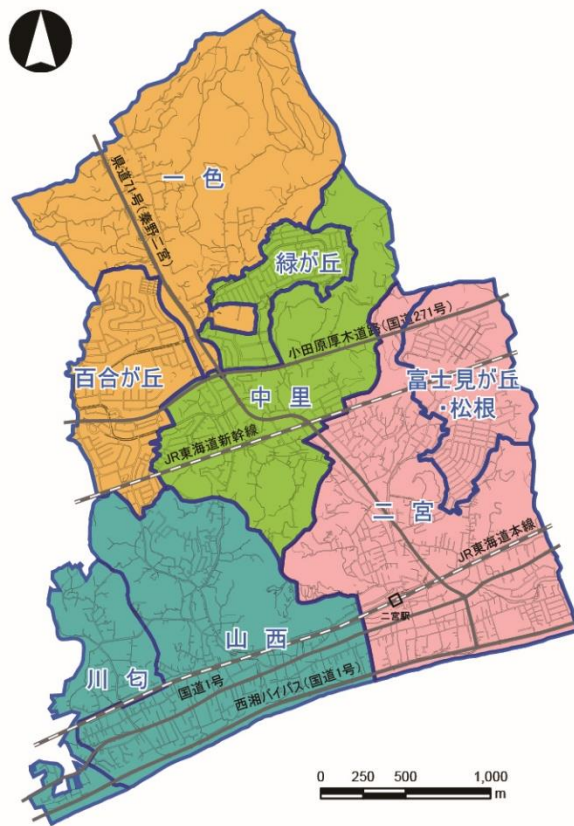 一色
県道71号(秦野二宮)
緑が丘
小田原厚木道路(国道271号)
百合が丘
中里
富士見が丘
・松根
JR東海道新幹線
二宮
JR東海道本線
二宮駅
山西
川匂
国道1号
西湘バイパス(国道1号)
0 250 500 1,000
m